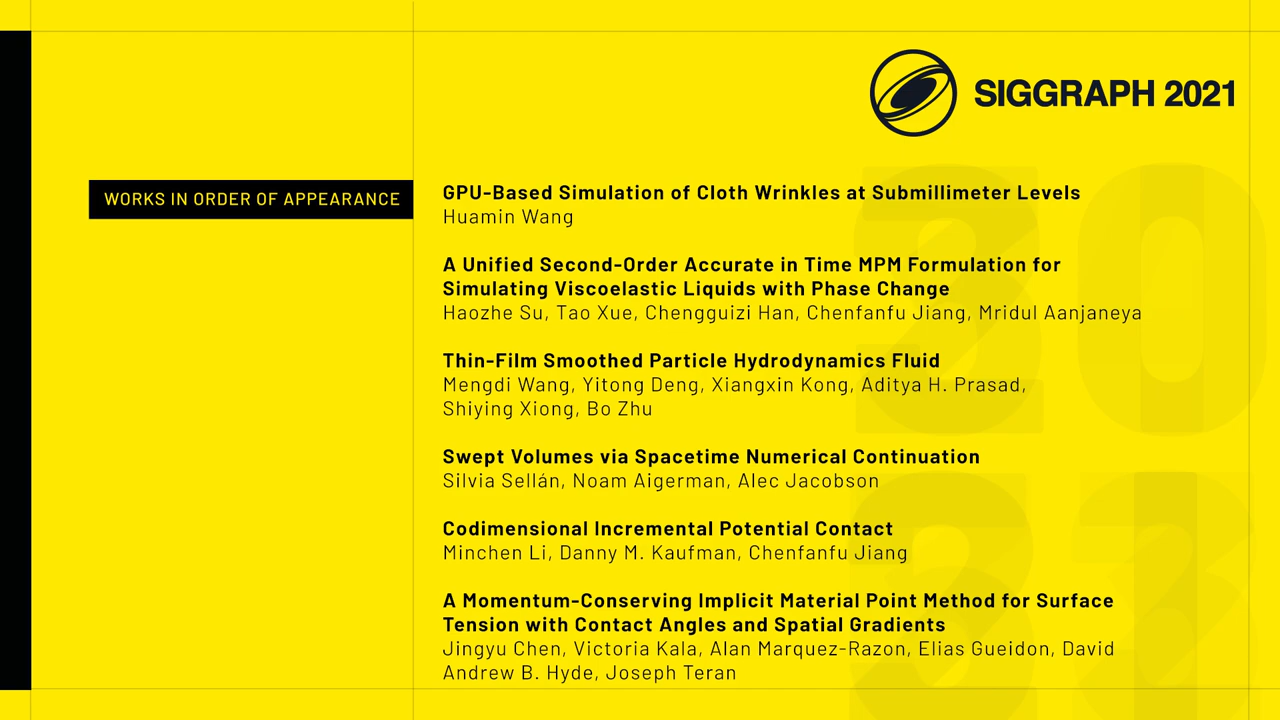 SIGGRAPH 2021
WORKS IN ORDER OF APPEARANCE
GPU-Based Simulation of Cloth Wrinkles at Submillimeter Levels
Huamin Wang
A Unified Second-Order Accurate in Time MPM Formulation for
Simulating Viscoelastic Liquids with Phase Change
Haozhe Su, Tao Xue, Chengguizi Han, Chenfanfu Jiang, Mridul Aanjaneya
Thin-Film Smoothed Particle Hydrodynamics Fluid
Mengdi Wang, Yitong Deng, Xiangxin Kong, Aditya H. Prasad,
Shiying Xiong, Bo Zhu
Swept Volumes via Spacetime Numerical Continuation
Silvia Sellán, Noam Aigerman, Alec Jacobson
Codimensional Incremental Potential Contact
Minchen Li, Danny M. Kaufman, Chenfanfu Jiang
A Momentum-Conserving Implicit Material Point Method for Surface
Tension with Contact Angles and Spatial Gradients
Jingyu Chen, Victoria Kala, Alan Marquez-Razon, Elias Gueidon, David
Andrew B. Hyde, Joseph Teran